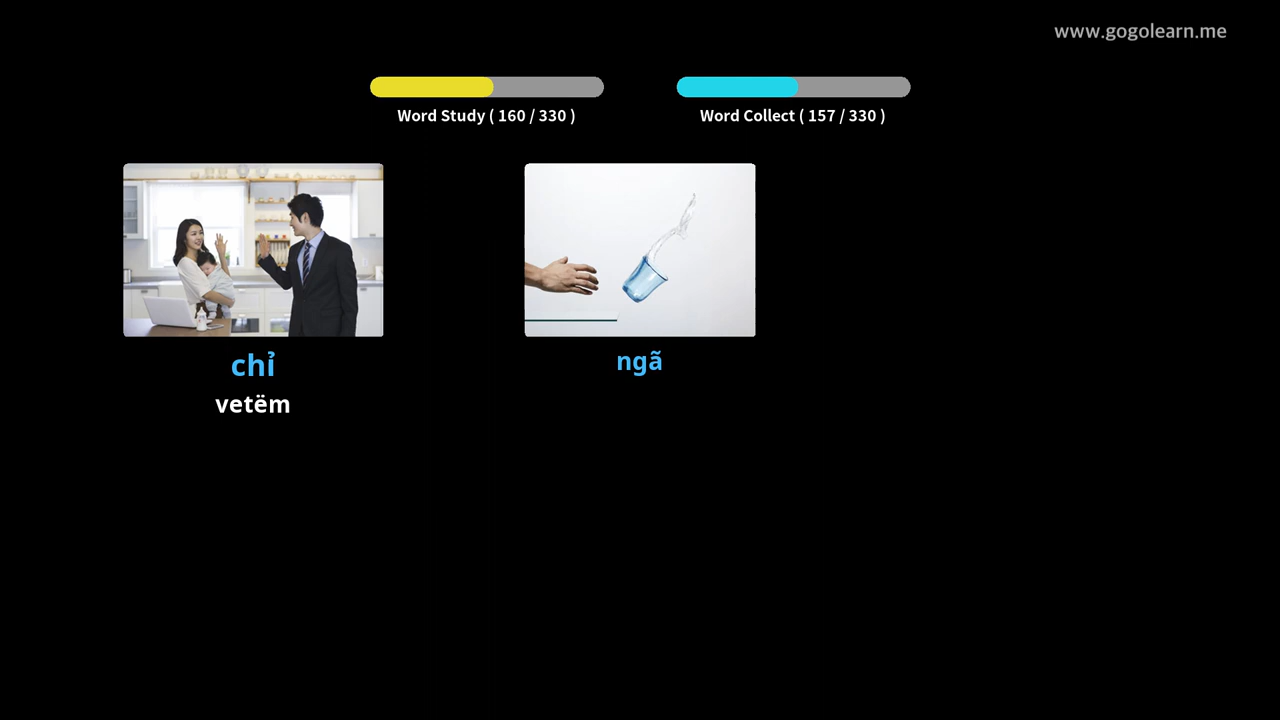 www.gogolearn.me
Word Study ( 160 / 330 )
Word Collect ( 157 / 330 )
chỉ
vetëm
ngã